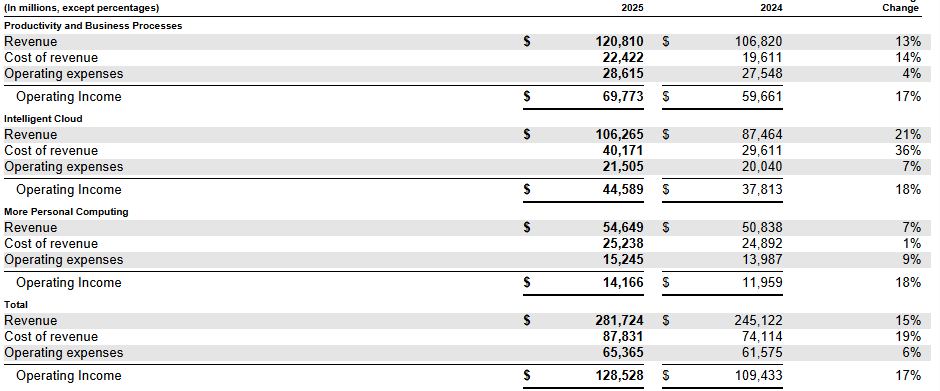 (In millions, except percentages) 2025 2024 Change
Productivity and Business Processes
Revenue $ 120,810 $ 106,820 13%
Cost of revenue 22,422 19,611 14%
Operating expenses 28,615 27,548 4%
Operating Income $ 69,773 $ 59,661 17%
Intelligent Cloud
Revenue $ 106,265 $ 87,464 21%
Cost of revenue 40,171 29,611 36%
Operating expenses 21,505 20,040 7%
Operating Income $ 44,589 $ 37,813 18%
More Personal Computing
Revenue $ 54,649 $ 50,838 7%
Cost of revenue 25,238 24,892 1%
Operating expenses 15,245 13,987 9%
Operating Income $ 14,166 $ 11,959 18%
Total
Revenue $ 281,724 $ 245,122 15%
Cost of revenue 87,831 74,114 19%
Operating expenses 65,365 61,575 6%
Operating Income $ 128,528 $ 109,433 17%